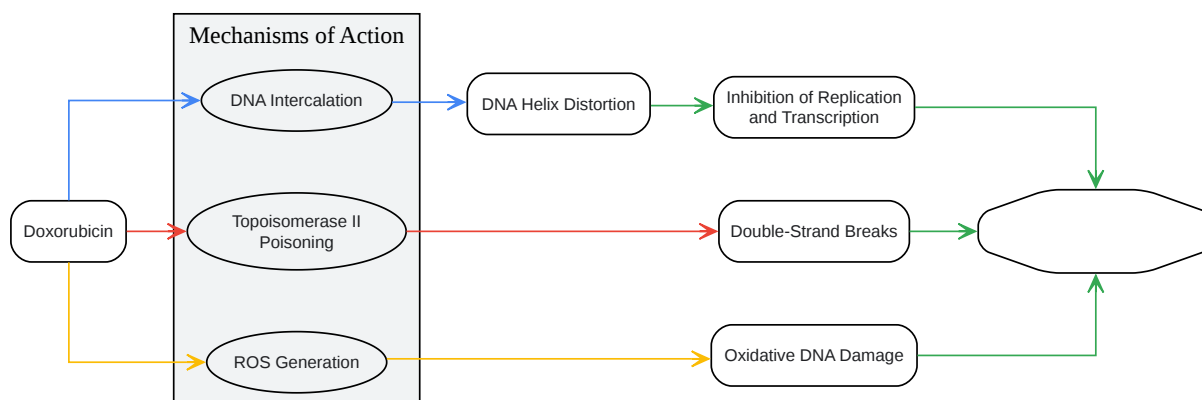 Mechanisms of Action
DNA Intercalation
DNA Helix Distortion
Inhibition of Replication
and Transcription
Doxorubicin
Topoisomerase II
Poisoning
Double-Strand Breaks
ROS Generation
Oxidative DNA Damage